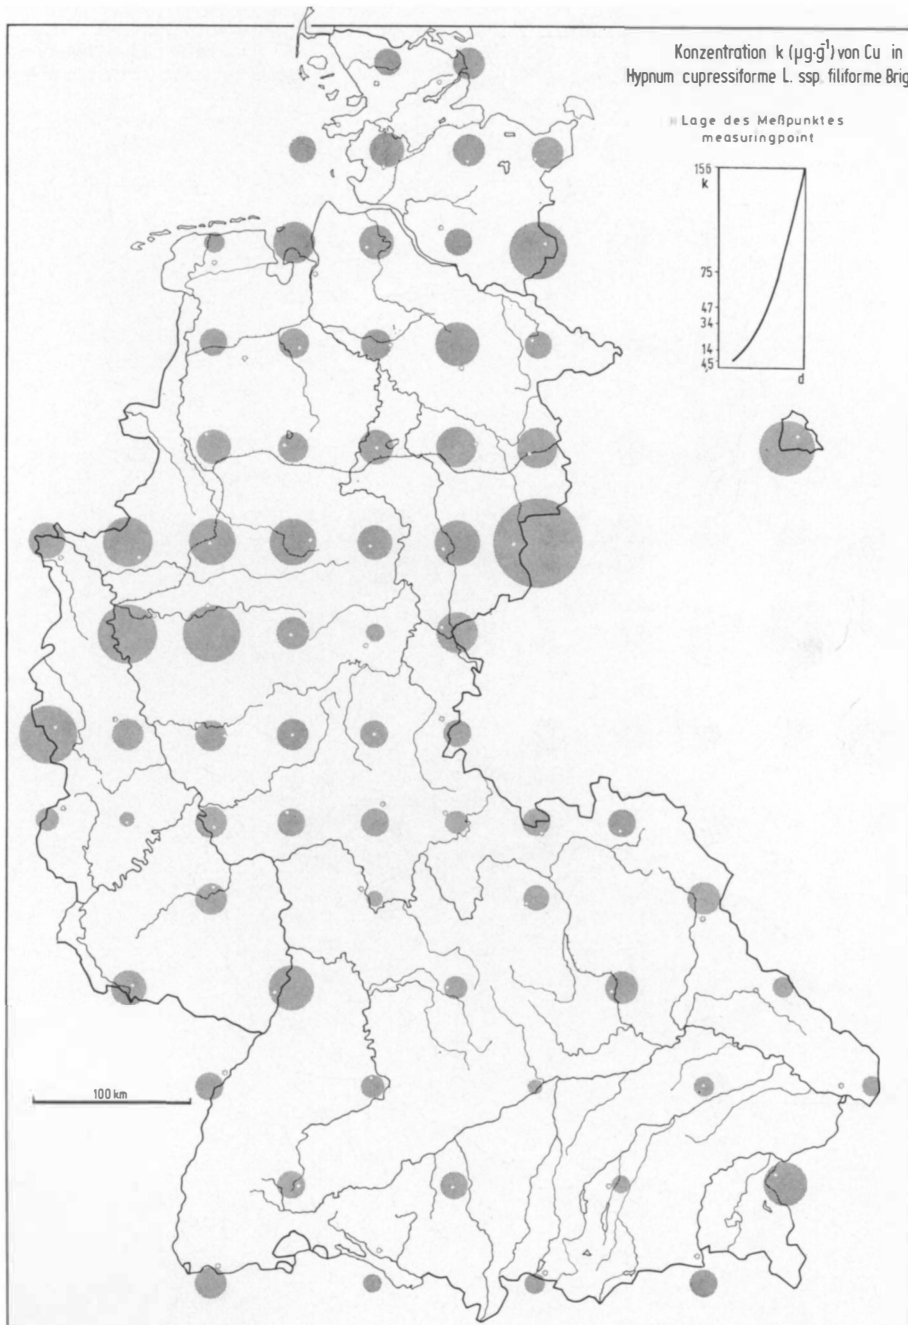 Konzentration k (µg·g⁻¹) von Cu in
Hypnum cupressiforme L. ssp. filiforme Brig
Lage des Meßpunktes
measuringpoint
156
k
75
47
34
14
4,5
d
100 km